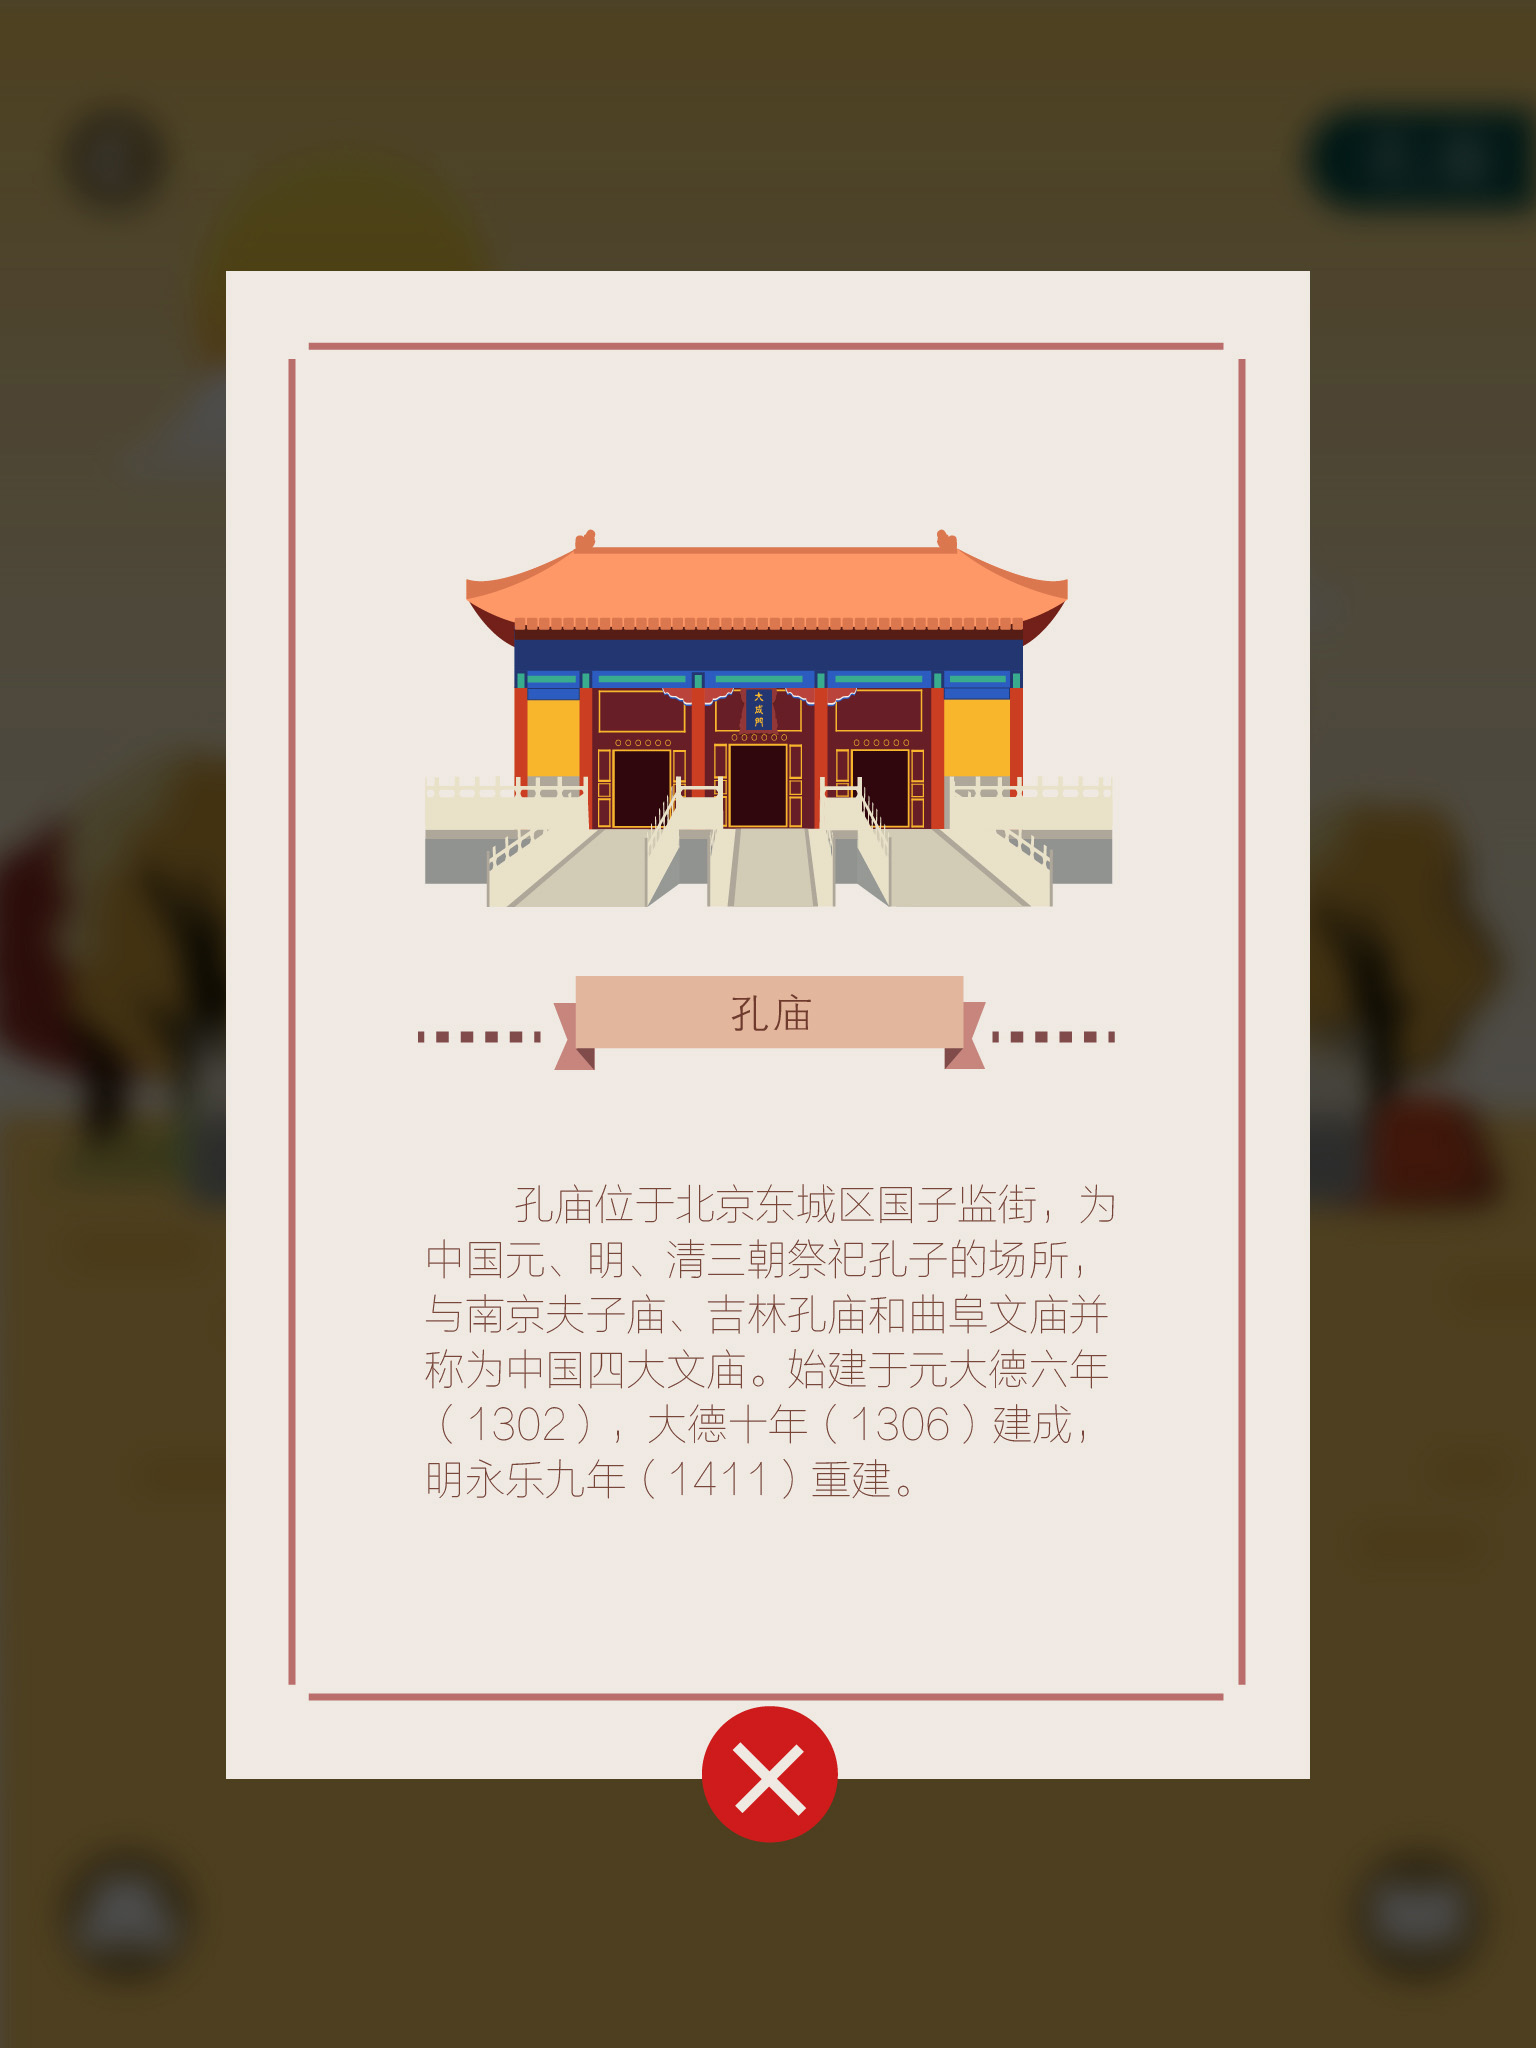 大成門
孔庙
孔庙位于北京东城区国子监街，为
中国元、明、清三朝祭祀孔子的场所，
与南京夫子庙、吉林孔庙和曲阜文庙并
称为中国四大文庙。始建于元大德六年
（1302），大德十年（1306）建成，
明永乐九年（1411）重建。